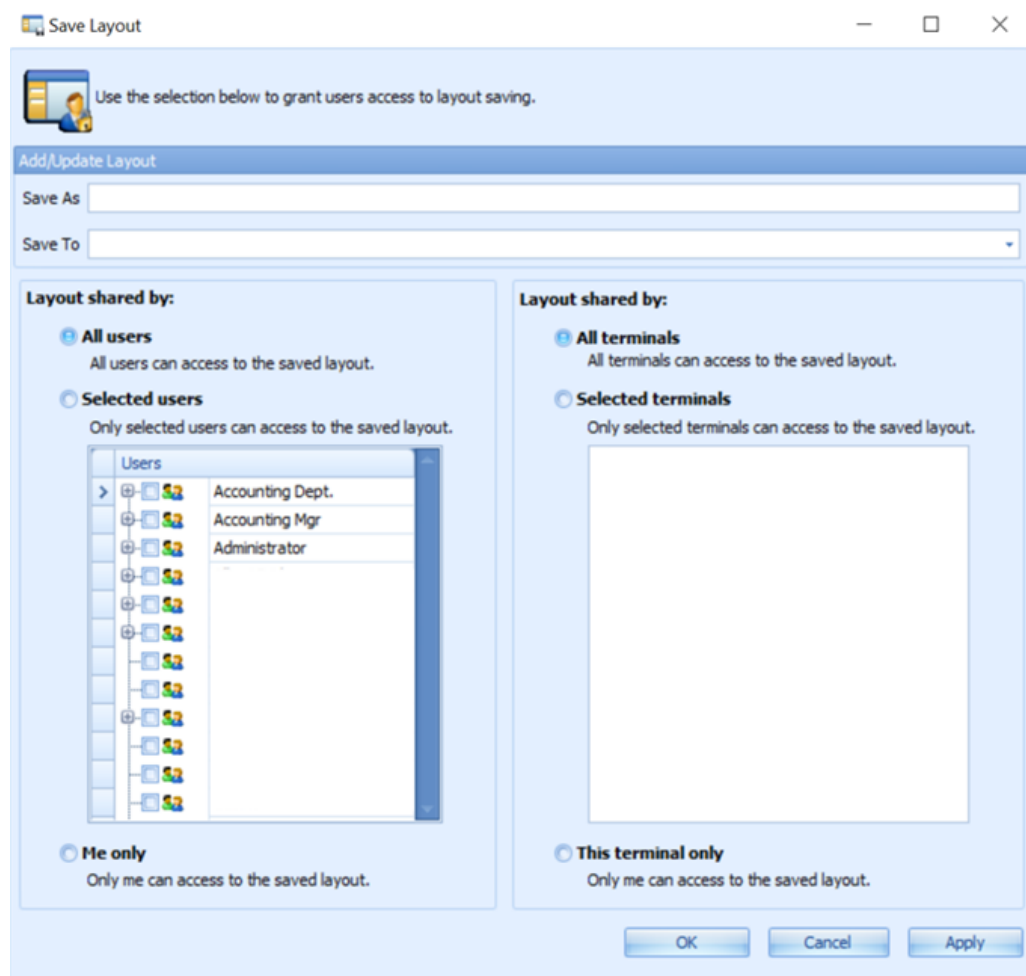 Save Layout
Use the selection below to grant users access to layout saving.
Add/Update Layout
Save As
Save To
Layout shared by:
All users
All users can access to the saved layout.
Selected users
Only selected users can access to the saved layout.
Users
Accounting Dept.
Accounting Mgr
Administrator
Me only
Only me can access to the saved layout.
Layout shared by:
All terminals
All terminals can access to the saved layout.
Selected terminals
Only selected terminals can access to the saved layout.
This terminal only
Only me can access to the saved layout.
OK
Cancel
Apply